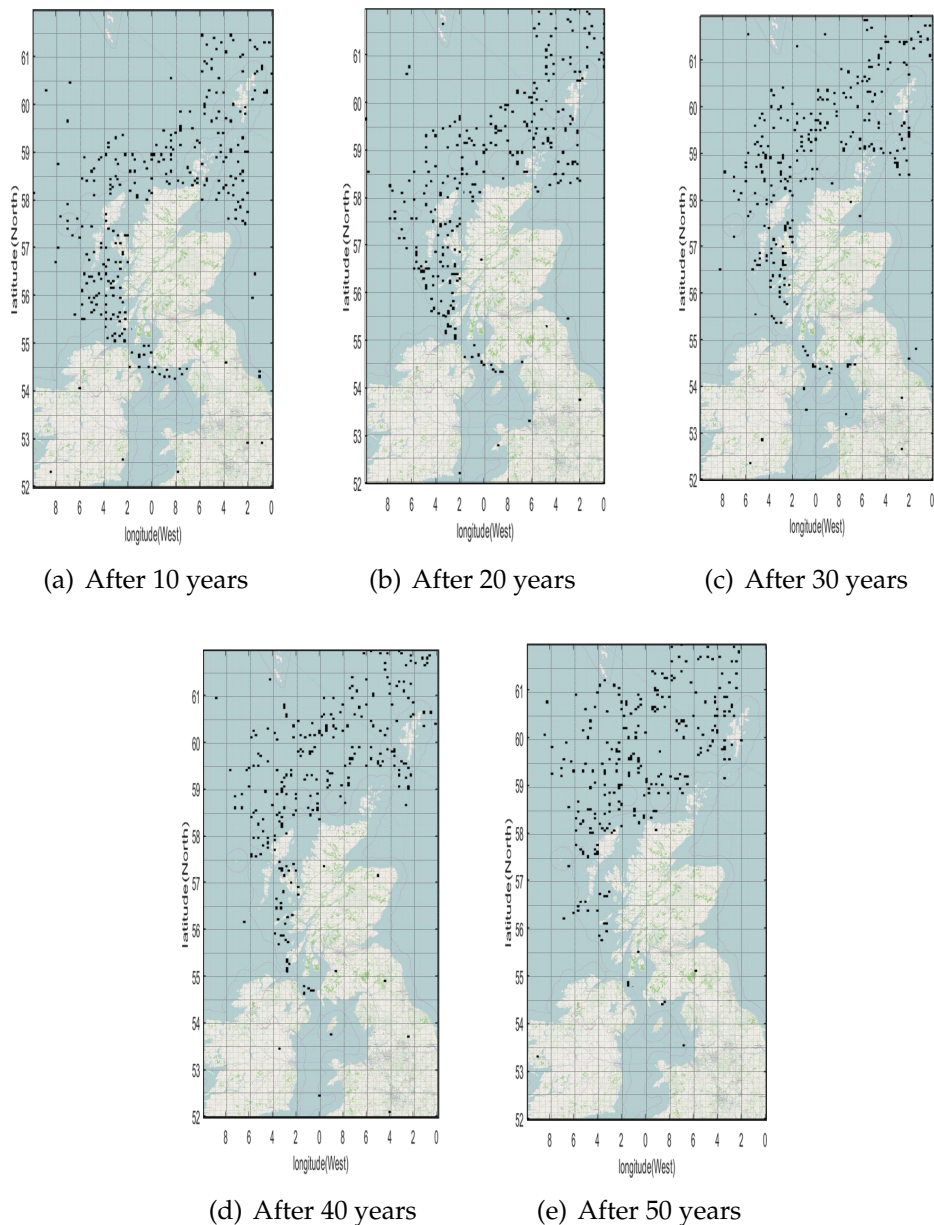 61
60
59
58
57
56
55
54
53
52
latitude(North)
8 6 4 2 0 8 6 4 2 0
longitude(West)
(a) After 10 years
61
60
59
58
57
56
55
54
53
52
latitude(North)
8 6 4 2 0 8 6 4 2 0
longitude(West)
(b) After 20 years
61
60
59
58
57
56
55
54
53
52
latitude(North)
8 6 4 2 0 8 6 4 2 0
longitude(West)
(c) After 30 years
61
60
59
58
57
56
55
54
53
52
latitude(North)
8 6 4 2 0 8 6 4 2 0
longitude(West)
(d) After 40 years
61
60
59
58
57
56
55
54
53
52
latitude(North)
8 6 4 2 0 8 6 4 2 0
longitude(West)
(e) After 50 years